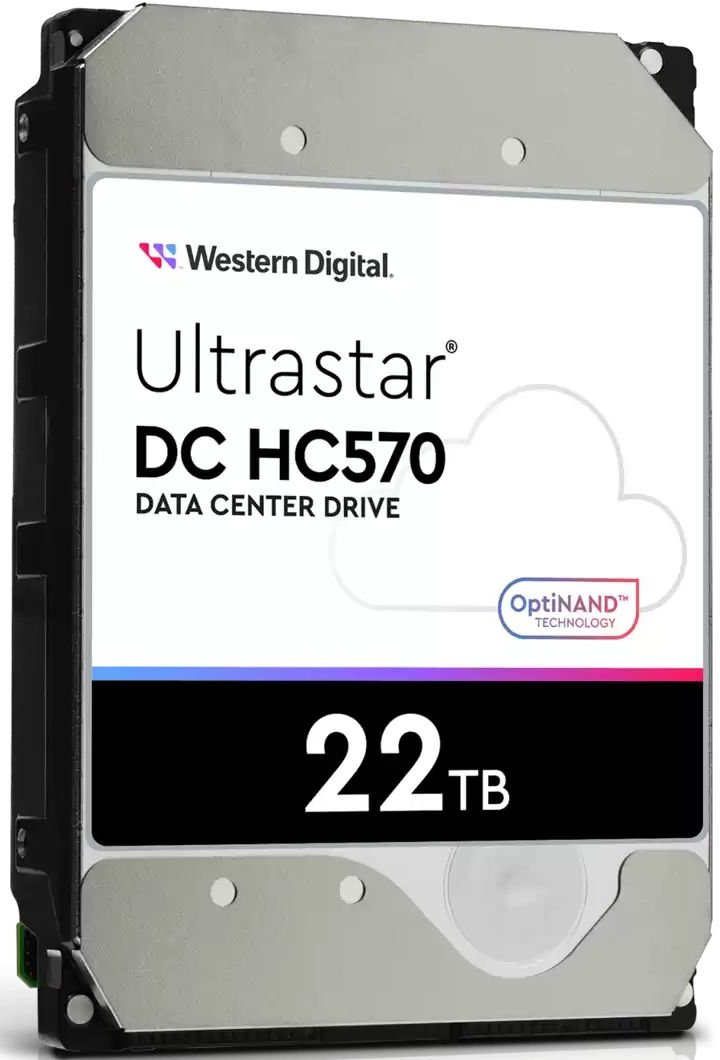 Western Digital.
Ultrastar®
DC HC570
DATA CENTER DRIVE
OptiNAND™
TECHNOLOGY
22TB